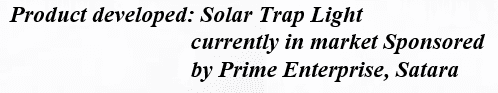 Product developed: Solar Trap Light
currently in market Sponsored
by Prime Enterprise, Satara